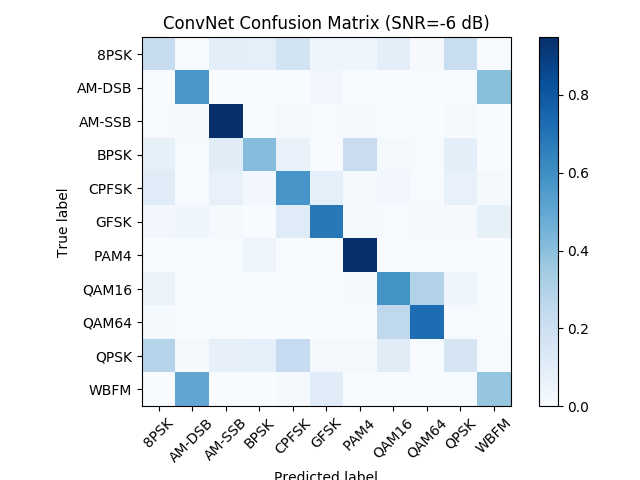 ConvNet Confusion Matrix (SNR=-6 dB)
True label
8PSK
AM-DSB
AM-SSB
BPSK
CPFSK
GFSK
PAM4
QAM16
QAM64
QPSK
WBFM
8PSK
AM-DSB
AM-SSB
BPSK
CPFSK
GFSK
PAM4
QAM16
QAM64
QPSK
WBFM
Predicted label
0.8
0.6
0.4
0.2
0.0